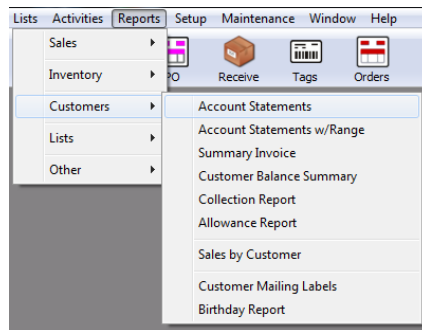 Lists Activities Reports Setup Maintenance Window Help
Sales
Inventory
Customers
Lists
Other
PO Receive Tags Orders
Account Statements
Account Statements w/Range
Summary Invoice
Customer Balance Summary
Collection Report
Allowance Report
Sales by Customer
Customer Mailing Labels
Birthday Report